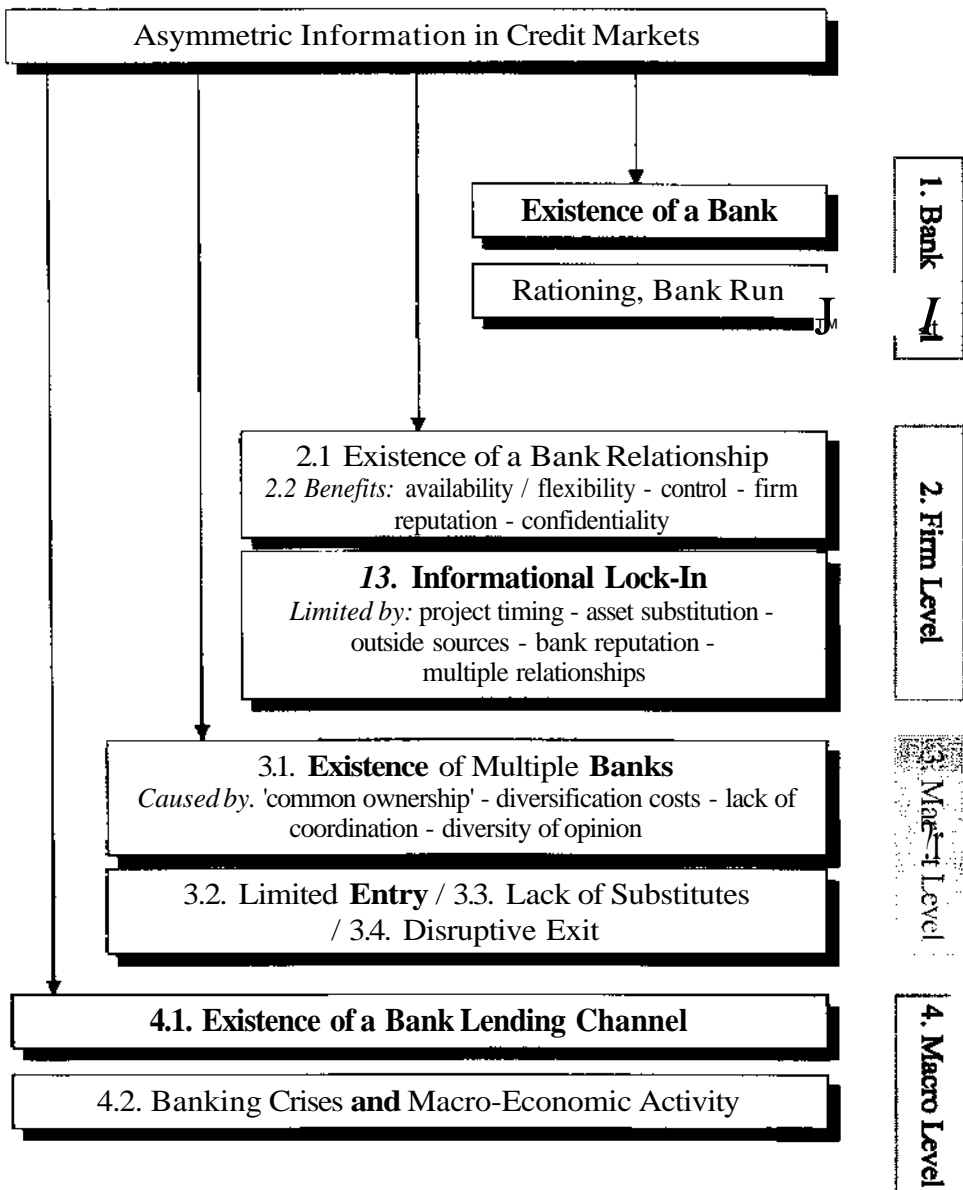 Asymmetric Information in Credit Markets
Existence of a Bank
Rationing, Bank Run
J
TM
1. Bank
2.1 Existence of a Bank Relationship
2.2 Benefits: availability / flexibility - control - firm
reputation - confidentiality
13. Informational Lock-In
Limited by: project timing - asset substitution -
outside sources - bank reputation -
multiple relationships
2. Firm Level
3.1. Existence of Multiple Banks
Caused by. 'common ownership' - diversification costs - lack of
coordination - diversity of opinion
3.2. Limited Entry / 3.3. Lack of Substitutes
/ 3.4. Disruptive Exit
3. Level
4.1. Existence of a Bank Lending Channel
4.2. Banking Crises and Macro-Economic Activity
4. Macro Level